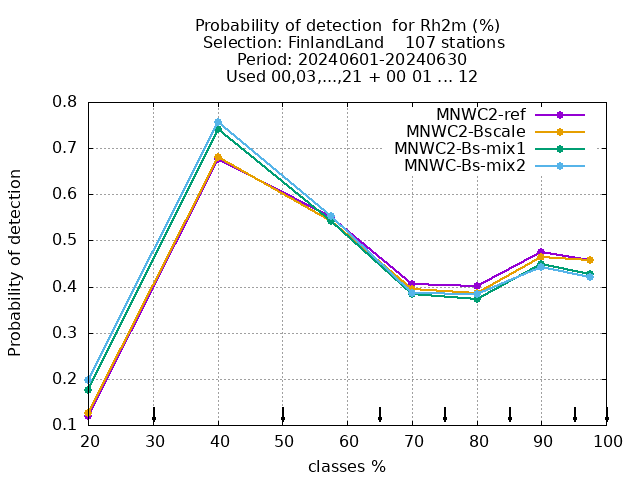 Probability of detection  for Rh2m (%)
Selection: FinlandLand    107 stations
Period: 20240601-20240630
Used 00,03,...,21 + 00 01 ... 12
MNWC2-ref
MNWC2-Bscale
MNWC2-Bs-mix1
MNWC-Bs-mix2
Probability of detection
0.8
0.7
0.6
0.5
0.4
0.3
0.2
0.1
20 30 40 50 60 70 80 90 100
classes %